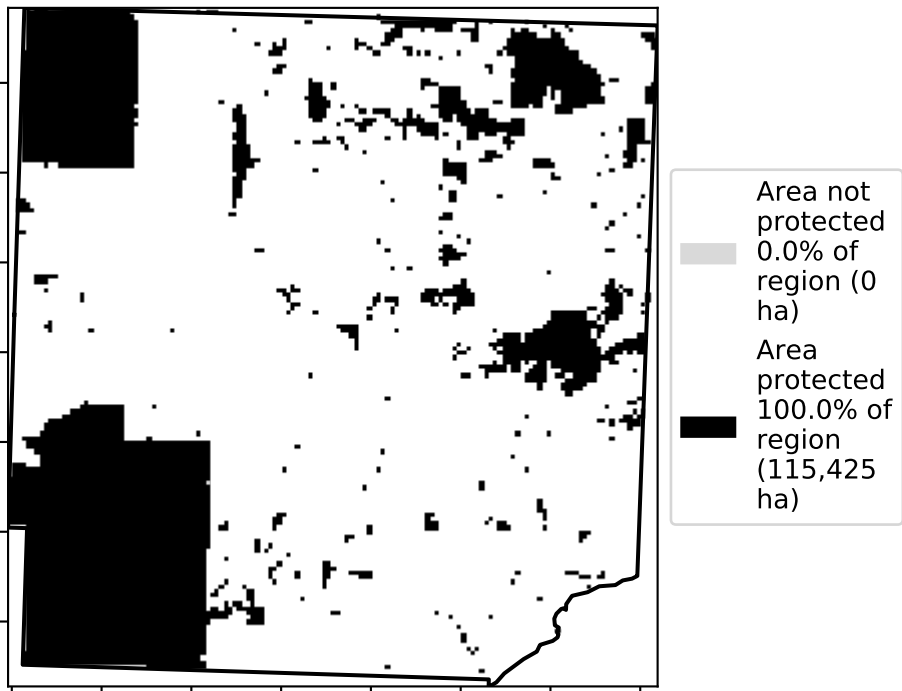 Area not
protected
0.0% of
region (0
ha)
Area
protected
100.0% of
region
(115,425
ha)